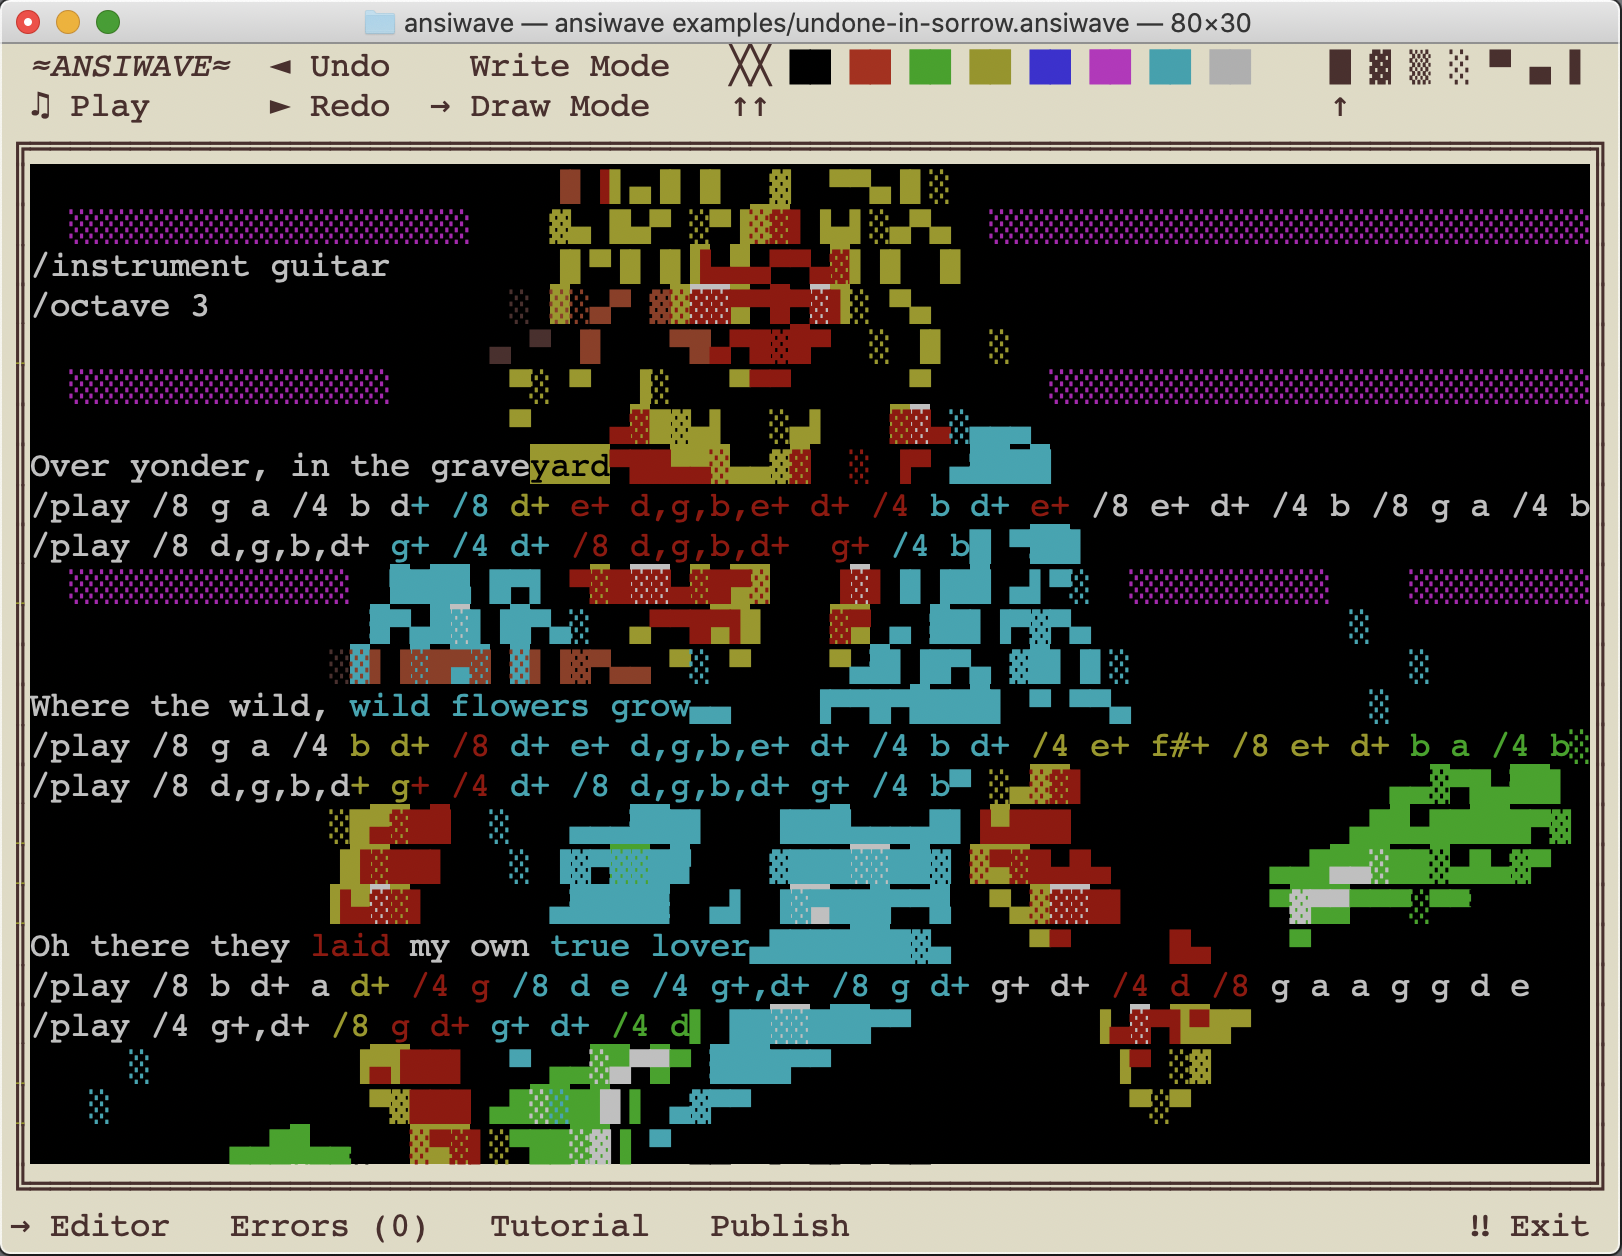 ansiwave — ansiwave examples/undone-in-sorrow.ansiwave — 80×30
≈ANSIWAVE≈ ◄ Undo Write Mode
♫ Play ► Redo → Draw Mode ↑↑ ↑
/instrument guitar
/octave 3
Over yonder, in the graveyard
/play /8 g a /4 b d+ /8 d+ e+ d,g,b,e+ d+ /4 b d+ e+ /8 e+ d+ /4 b /8 g a /4 b
/play /8 d,g,b,d+ g+ /4 d+ /8 d,g,b,d+ g+ /4 b
Where the wild, wild flowers grow
/play /8 g a /4 b d+ /8 d+ e+ d,g,b,e+ d+ /4 b d+ /4 e+ f#+ /8 e+ d+ b a /4 b
/play /8 d,g,b,d+ g+ /4 d+ /8 d,g,b,d+ g+ /4 b
Oh there they laid my own true lover
/play /8 b d+ a d+ /4 g /8 d e /4 g+,d+ /8 g d+ g+ d+ /4 d /8 g a a g g d e
/play /4 g+,d+ /8 g d+ g+ d+ /4 d
→ Editor Errors (0) Tutorial Publish ‼ Exit